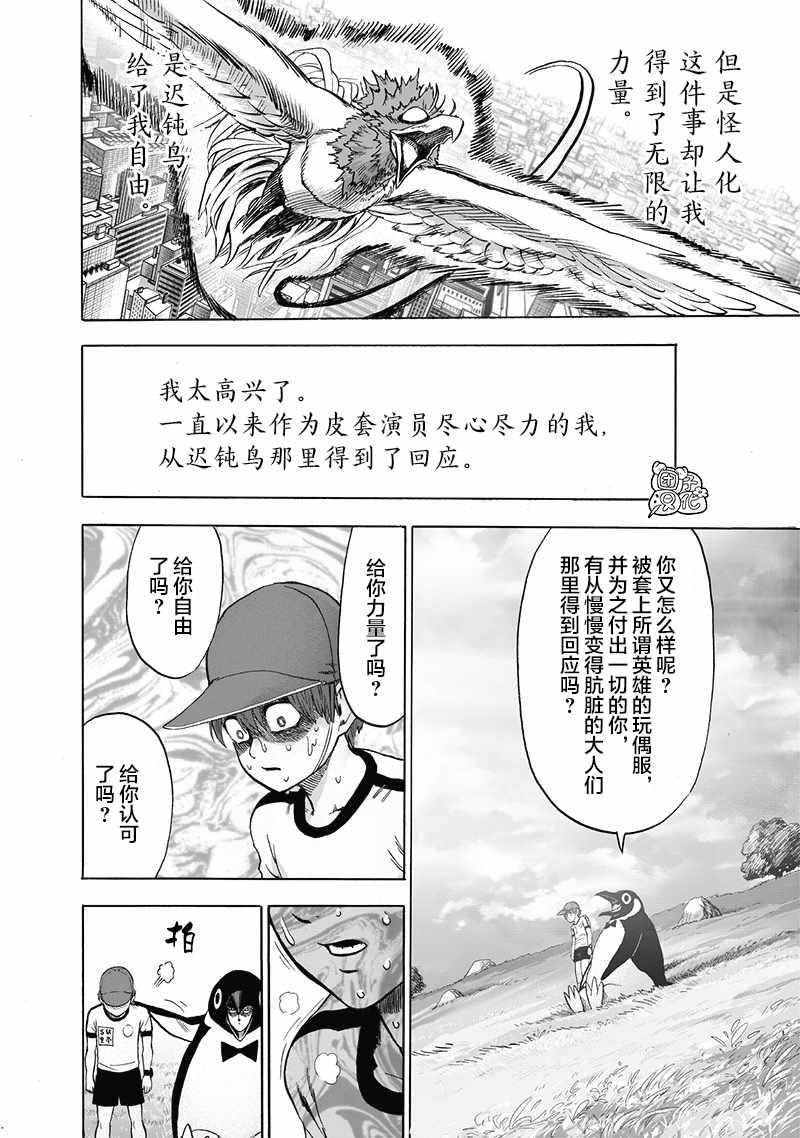 但是怪人化
这件事却让我
得到了无限的
力量。
是迟钝鸟
给了我自由。
我太高兴了。
一直以来作为皮套演员尽心尽力的我,
从迟钝鸟那里得到了回应。
团子
汉化
你又怎么样呢?
被套上所谓英雄的玩偶服,
并为之付出一切的你,
有从慢慢变得肮脏的大人们
那里得到回应吗?
给你力量了吗?
给你自由
了吗?
给你认可
了吗?
拍